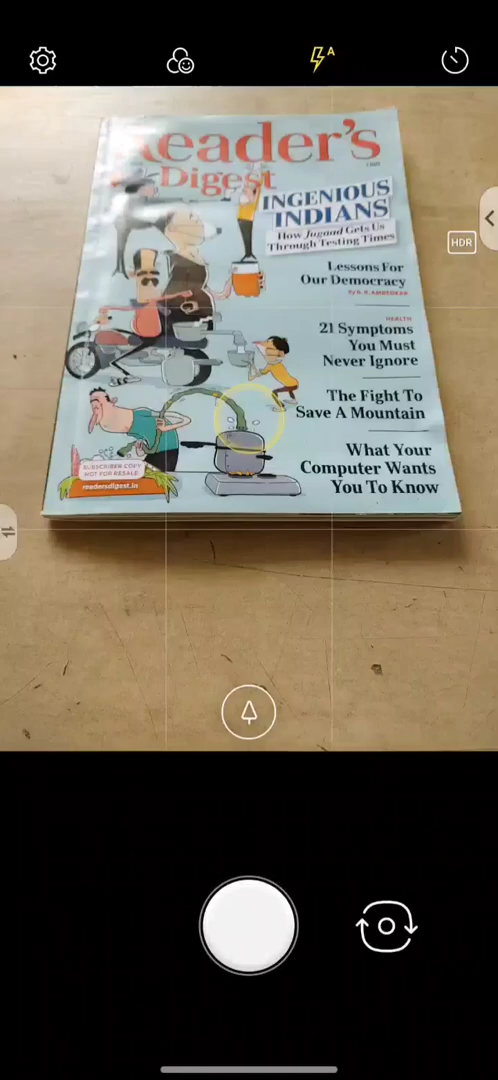 A
HDR
Reader's
Digest
INGENIOUS
INDIANS
How Jugaad Gets Us
Through Testing Times
Lessons For
Our Democracy
By B. R. AMBEDKAR
HEALTH
21 Symptoms
You Must
Never Ignore
The Fight To
Save A Mountain
What Your
Computer Wants
You To Know
SUBSCRIBER COPY
NOT FOR RESALE
readersdigest.in